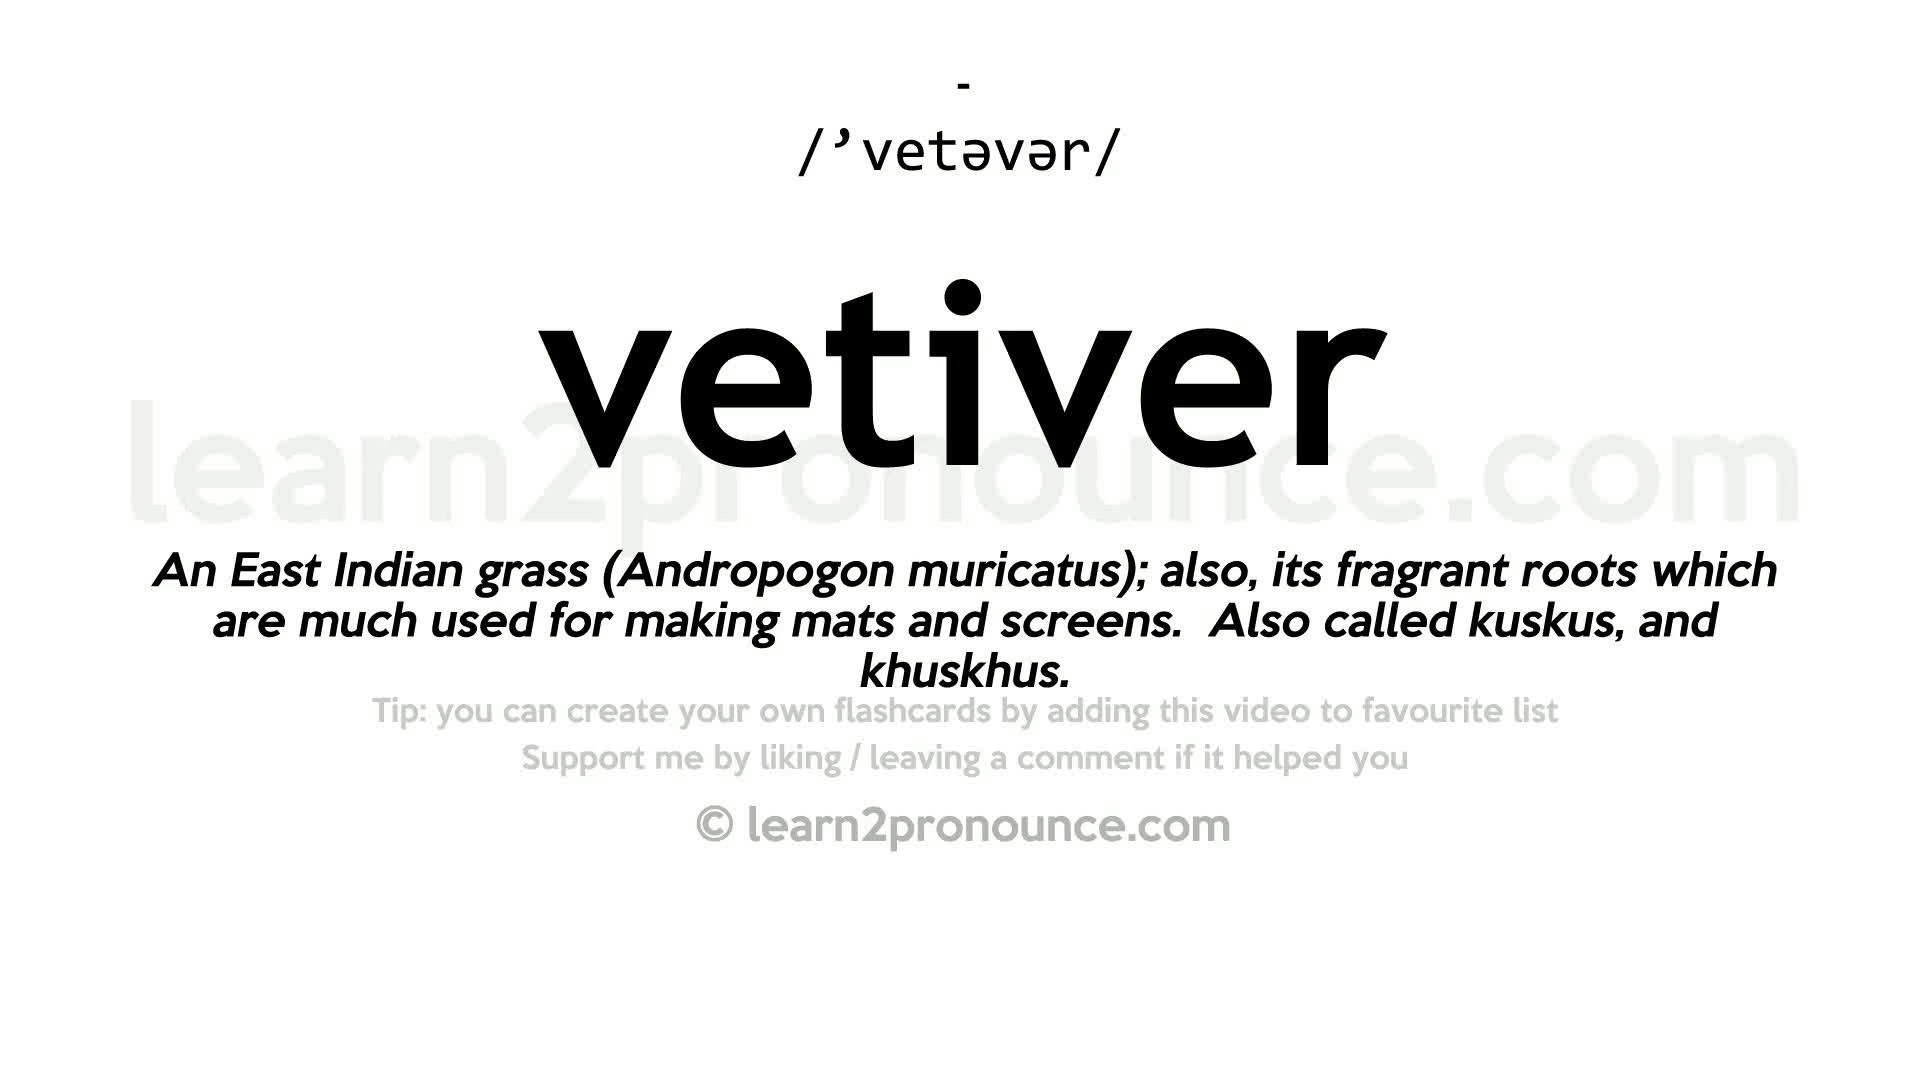 -
/’vetəvər/
vetiver
learn2pronounce.com
An East Indian grass (Andropogon muricatus); also, its fragrant roots which
are much used for making mats and screens.  Also called kuskus, and
khuskhus.
Tip: you can create your own flashcards by adding this video to favourite list
Support me by liking / leaving a comment if it helped you
© learn2pronounce.com